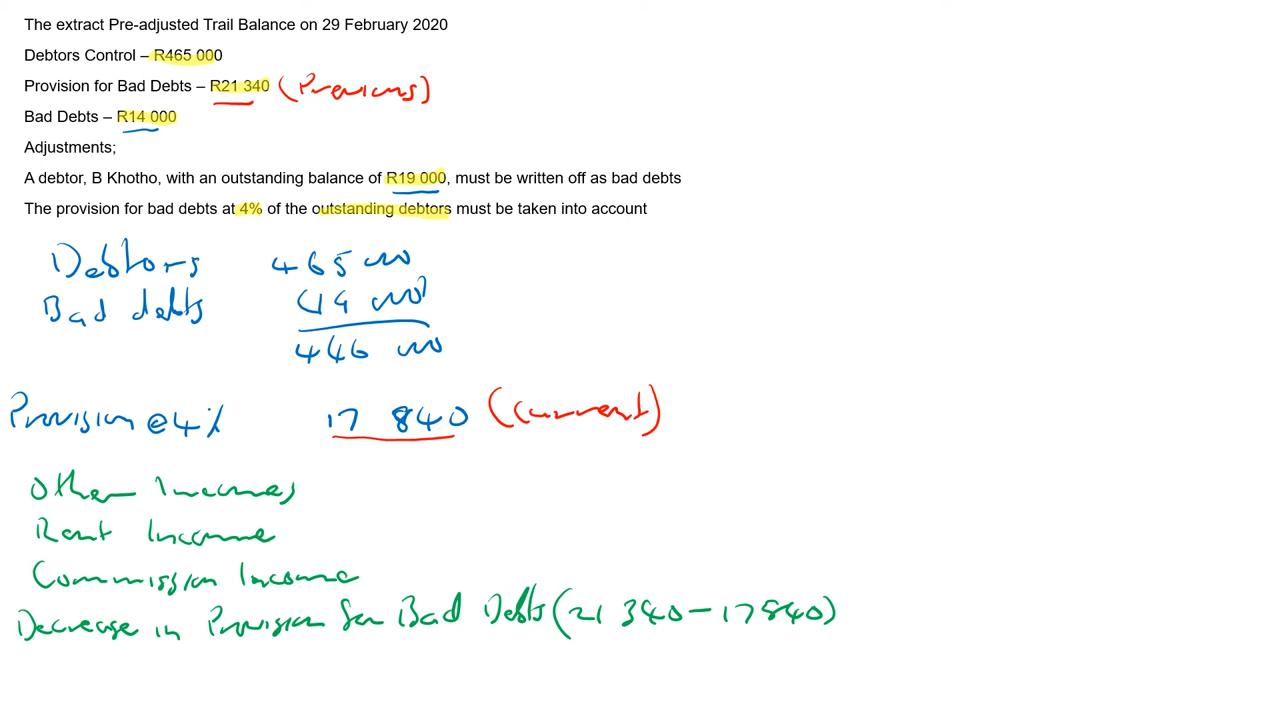 The extract Pre-adjusted Trail Balance on 29 February 2020
Debtors Control – R465 000
Provision for Bad Debts – R21 340 (Previous)
Bad Debts – R14 000
Adjustments;
A debtor, B Khotho, with an outstanding balance of R19 000, must be written off as bad debts
The provision for bad debts at 4% of the outstanding debtors must be taken into account
Debtors 465 000
Bad debts (19 000)
446 000
Provision @ 4% 17 840 (Current)
Other Incomes
Rent Income
Commission Income
Decrease in Provision for Bad Debts (21 340 - 17 840)